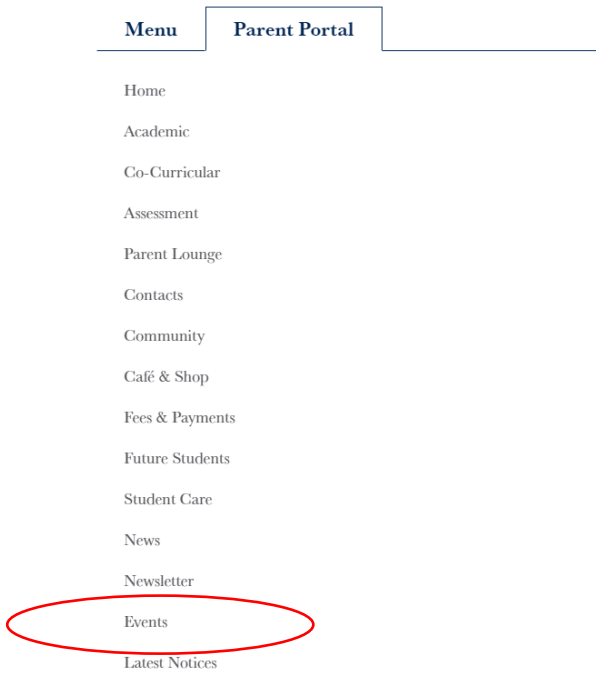 Menu Parent Portal
Home
Academic
Co-Curricular
Assessment
Parent Lounge
Contacts
Community
Café & Shop
Fees & Payments
Future Students
Student Care
News
Newsletter
Events
Latest Notices